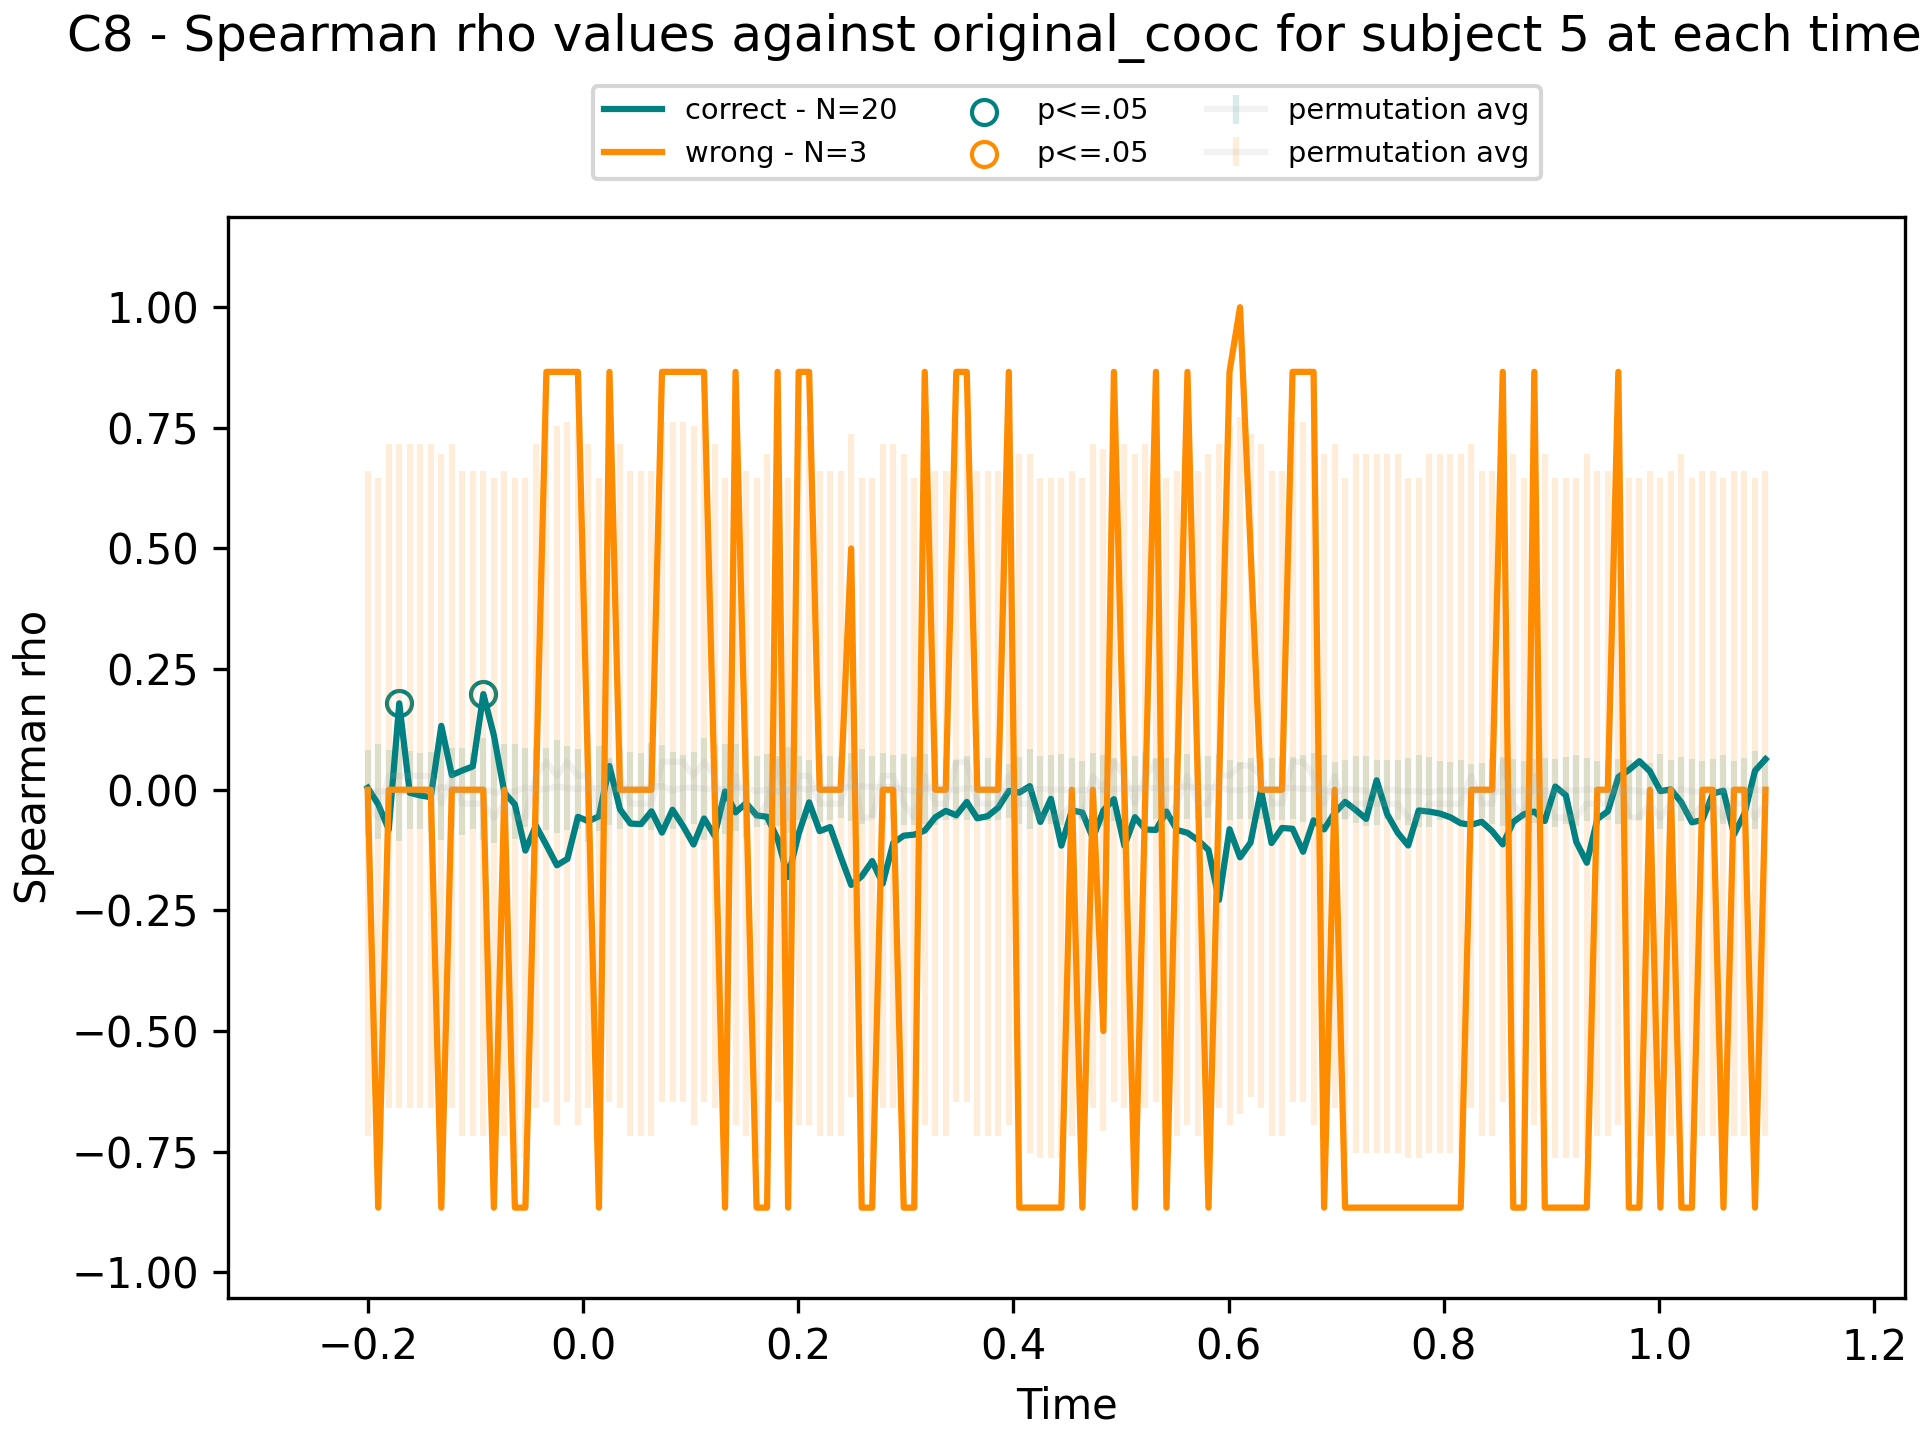 C8 - Spearman rho values against original_cooc for subject 5 at each time
correct - N=20
p<=.05
permutation avg
wrong - N=3
p<=.05
permutation avg
1.00
0.75
0.50
0.25
0.00
−0.25
−0.50
−0.75
−1.00
Spearman rho
−0.2
0.0
0.2
0.4
0.6
0.8
1.0
1.2
Time